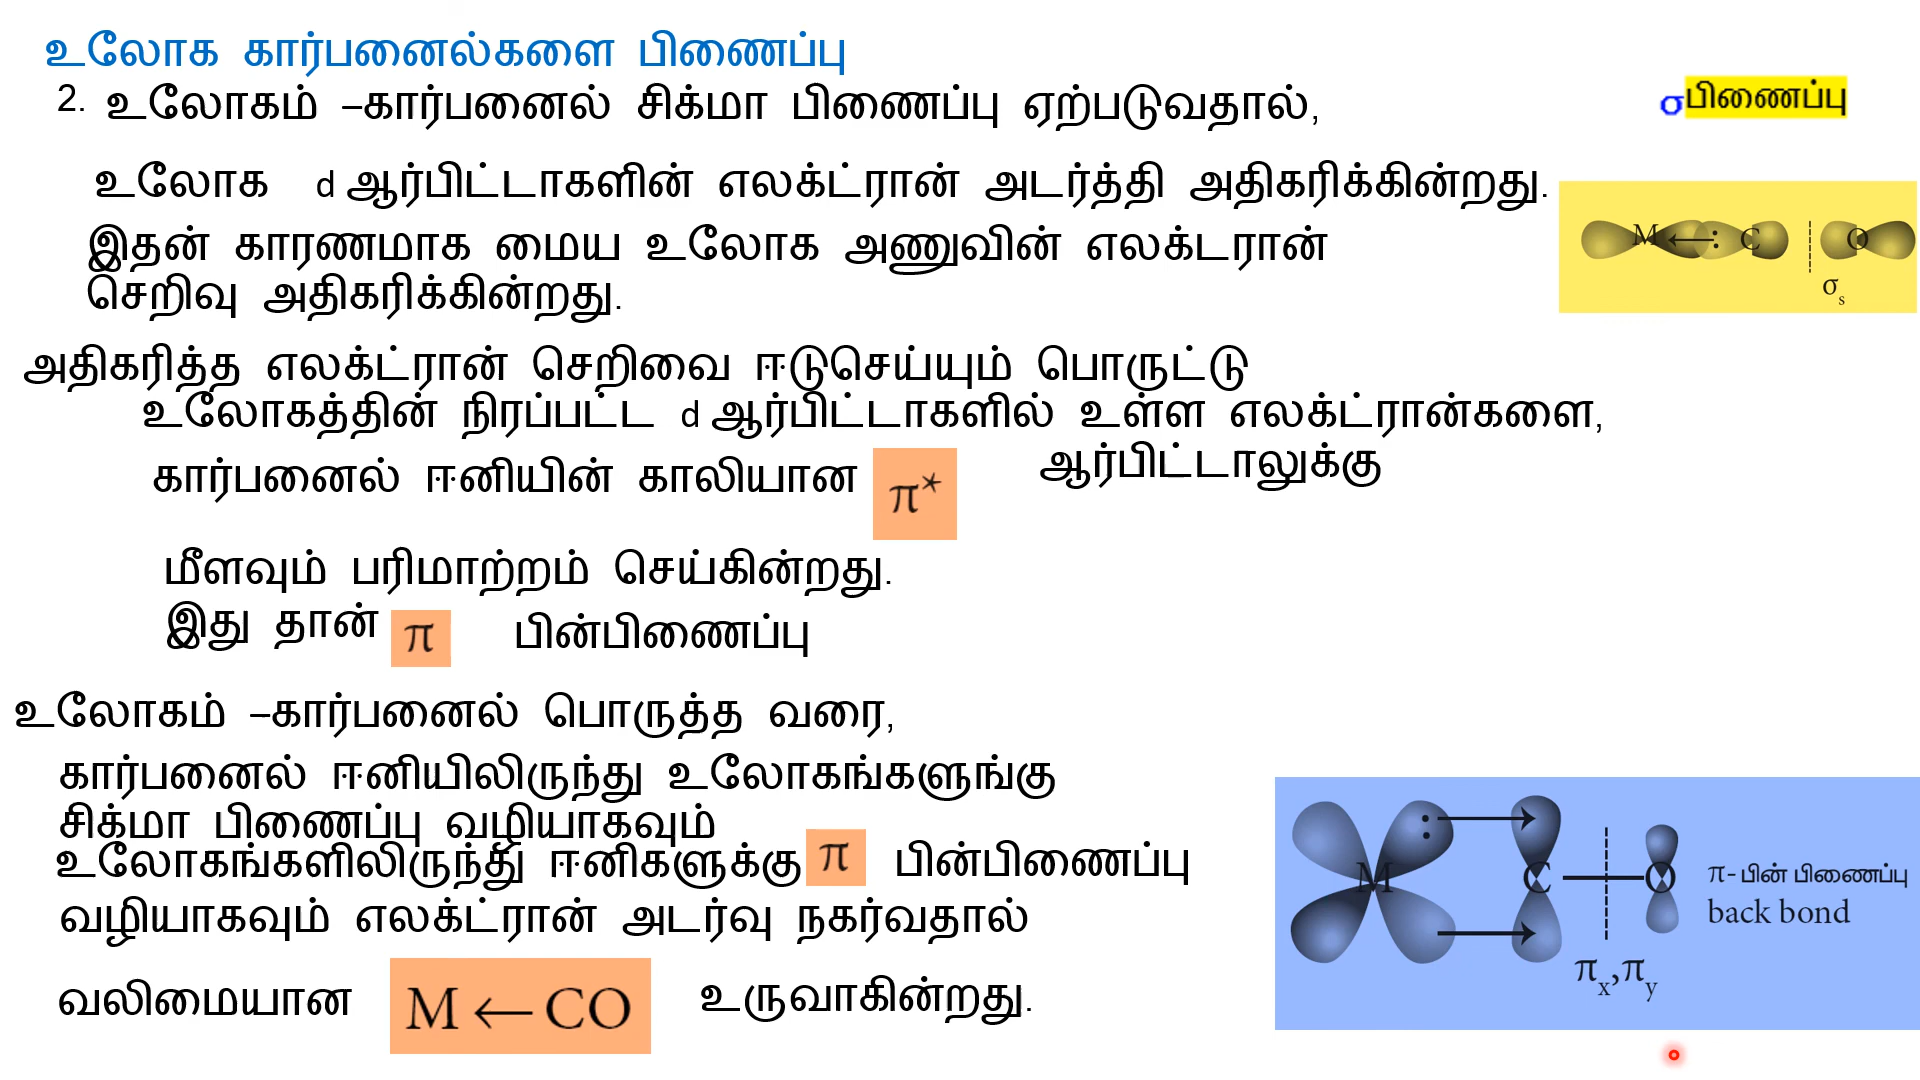 உலோக கார்பனைல்களை பிணைப்பு
2. உலோகம் –கார்பனைல் சிக்மா பிணைப்பு ஏற்படுவதால்,
σபிணைப்பு
உலோக d ஆர்பிட்டாகளின் எலக்ட்ரான் அடர்த்தி அதிகரிக்கின்றது.
இதன் காரணமாக மைய உலோக அணுவின் எலக்டரான்
செறிவு அதிகரிக்கின்றது.
M ←: C O
σs
அதிகரித்த எலக்ட்ரான் செறிவை ஈடுசெய்யும் பொருட்டு
உலோகத்தின் நிரப்பட்ட d ஆர்பிட்டாகளில் உள்ள எலக்ட்ரான்களை,
கார்பனைல் ஈனியின் காலியான π* ஆர்பிட்டாலுக்கு
மீளவும் பரிமாற்றம் செய்கின்றது.
இது தான் π பின்பிணைப்பு
உலோகம் –கார்பனைல் பொருத்த வரை,
கார்பனைல் ஈனியிலிருந்து உலோகங்களுங்கு
சிக்மா பிணைப்பு வழியாகவும்
உலோகங்களிலிருந்து ஈனிகளுக்கு π பின்பிணைப்பு
வழியாகவும் எலக்ட்ரான் அடர்வு நகர்வதால்
வலிமையான M ← CO உருவாகின்றது.
M C O
π- பின் பிணைப்பு
back bond
πx,πy